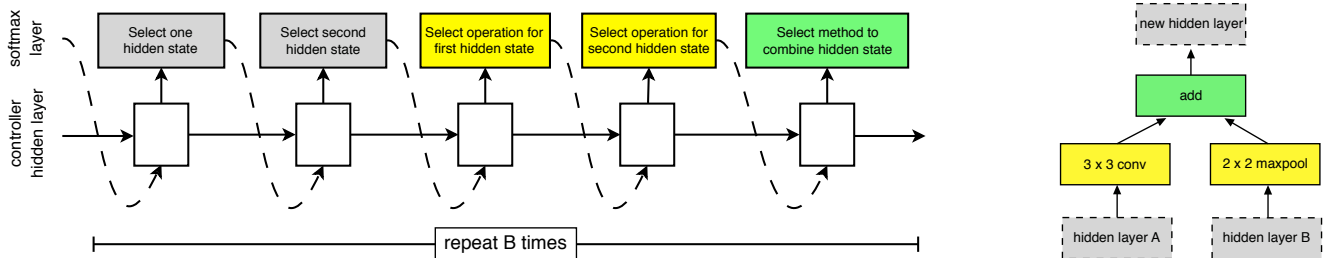 softmax
layer
controller
hidden layer
Select one
hidden state
Select second
hidden state
Select operation for
first hidden state
Select operation for
second hidden state
Select method to
combine hidden state
repeat B times
new hidden layer
add
3 x 3 conv
2 x 2 maxpool
hidden layer A
hidden layer B